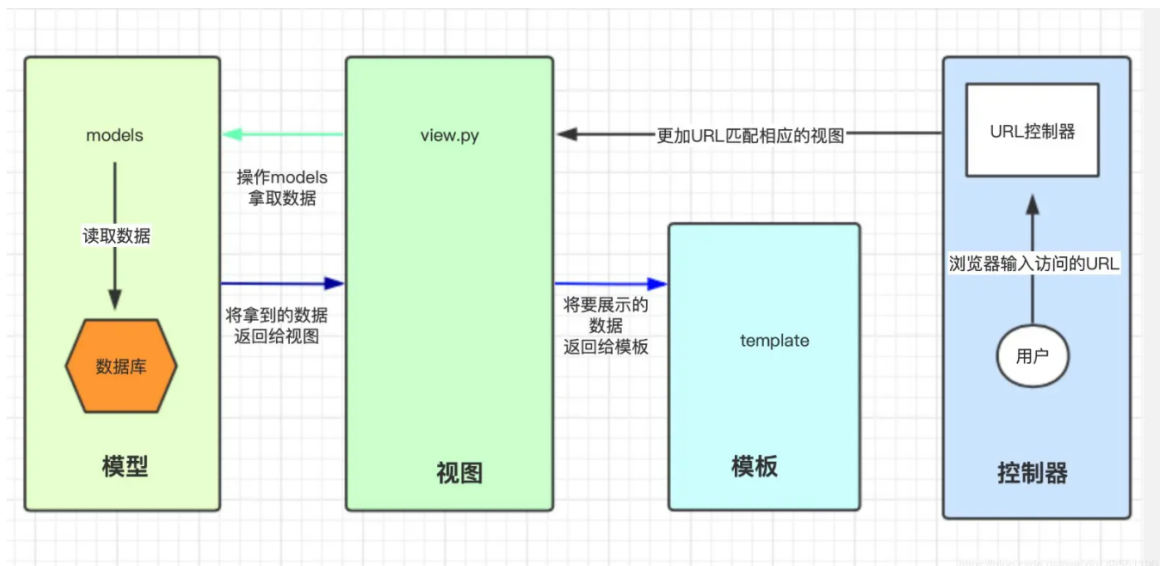 models
读取数据
数据库
模型
操作models
拿取数据
将拿到的数据
返回给视图
view.py
视图
更加URL匹配相应的视图
将要展示的
数据
返回给模板
template
模板
URL控制器
浏览器输入访问的URL
用户
控制器